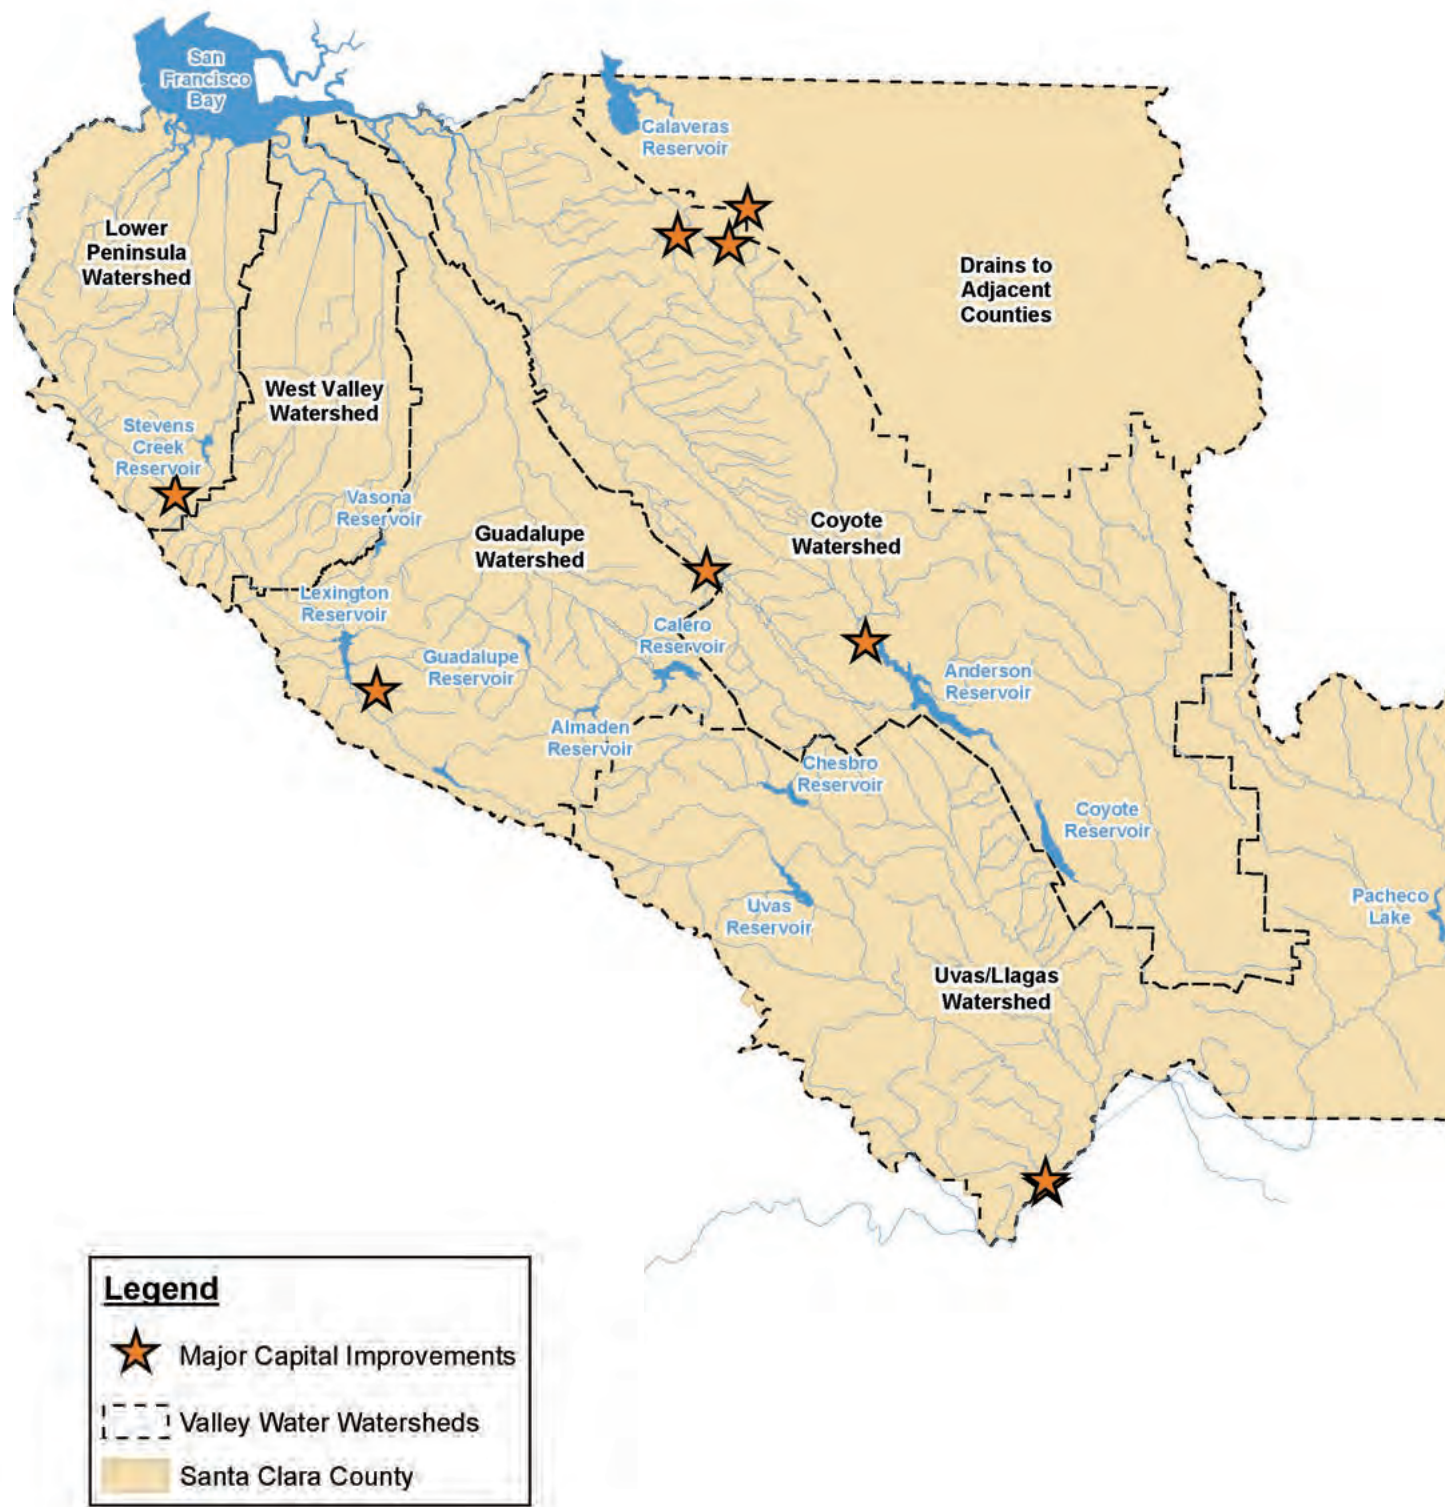 San
Francisco
Bay
Calaveras
Reservoir
Lower
Peninsula
Watershed
Drains to
Adjacent
Counties
West Valley
Watershed
Stevens
Creek
Reservoir
Vasona
Reservoir
Guadalupe
Watershed
Coyote
Watershed
Lexington
Reservoir
Calero
Reservoir
Guadalupe
Reservoir
Anderson
Reservoir
Almaden
Reservoir
Chesbro
Reservoir
Coyote
Reservoir
Uvas
Reservoir
Pacheco
Lake
Uvas/Llagas
Watershed
Legend
Major Capital Improvements
Valley Water Watersheds
Santa Clara County